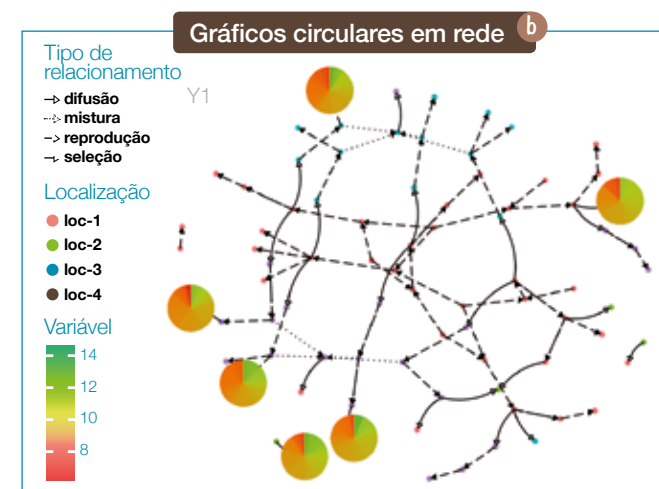 Gráficos circulares em rede b
Tipo de
relacionamento
difusão
mistura
reprodução
seleção
Y1
Localização
loc-1
loc-2
loc-3
loc-4
Variável
14
12
10
8